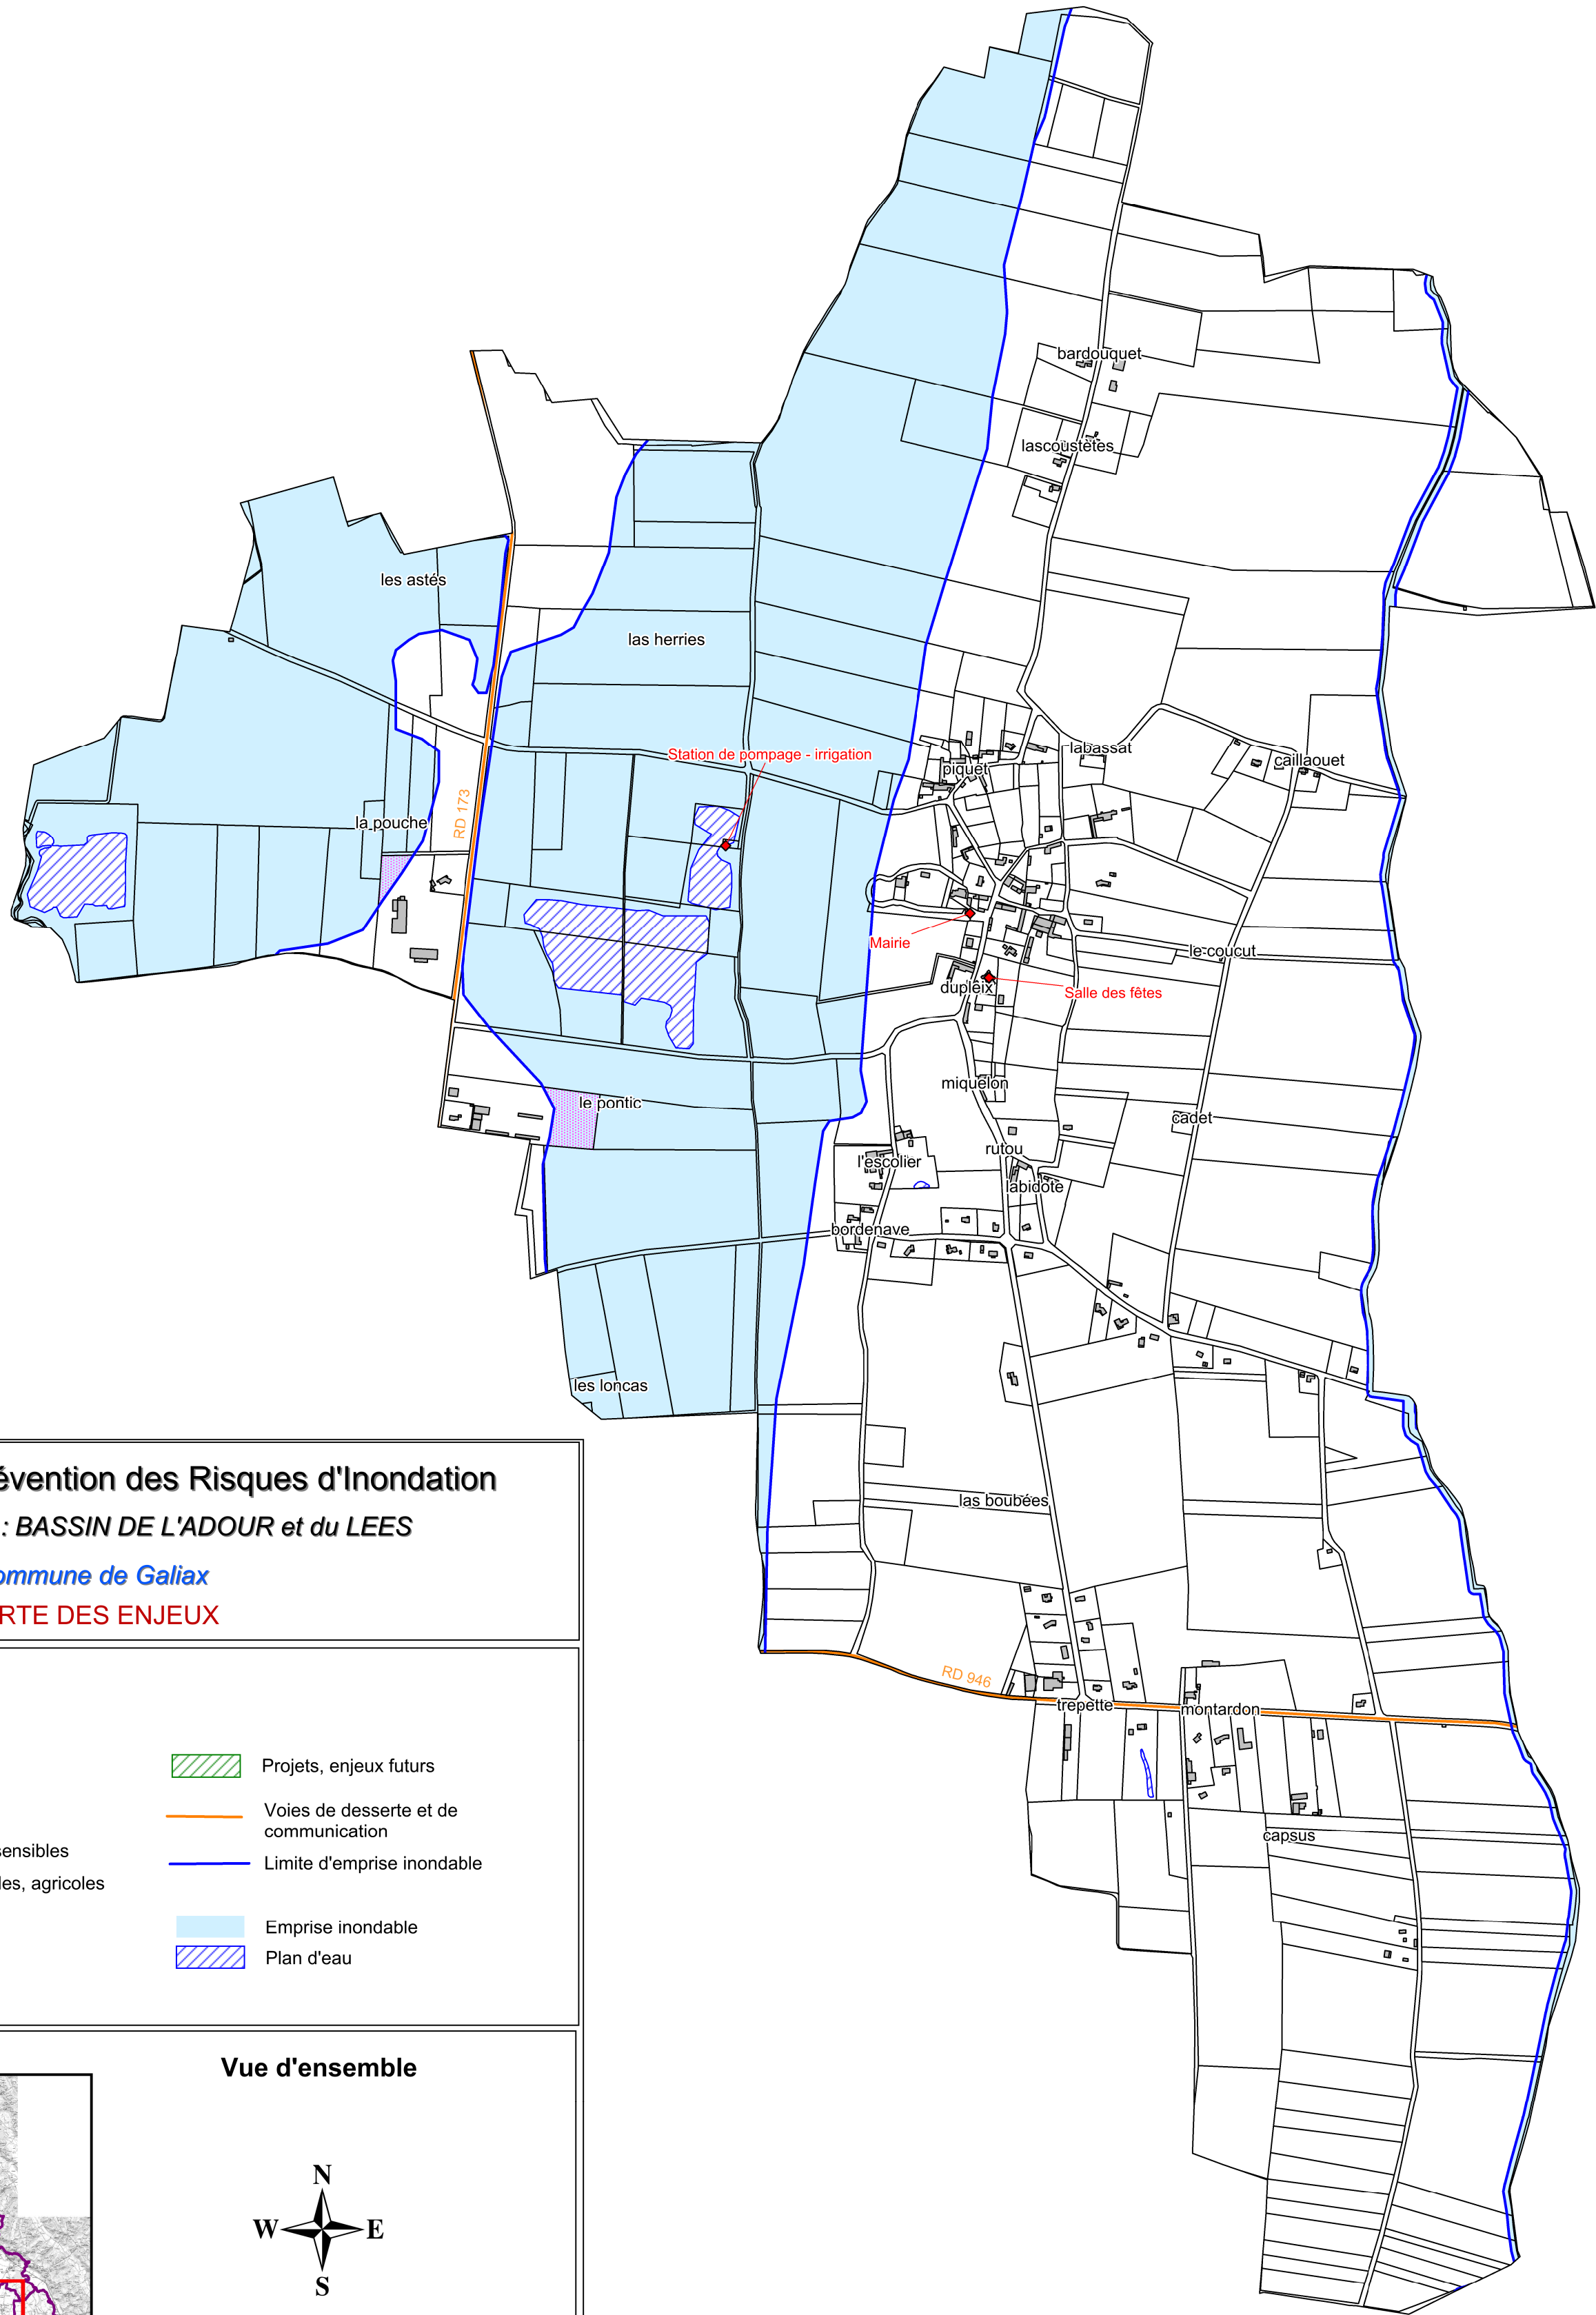 bardouquet
lascoustètes
les astés
las herries
Station de pompage - irrigation
labassat
piquet
caillaouet
RD 173
la pouche
Mairie
le coucut
dupleix
Salle des fêtes
miquelon
le pontic
cadet
rutou
l'escolier
labidote
bordenave
les loncas
las boubées
RD 946
trepette
montardon
capsus
évention des Risques d'Inondation
: BASSIN DE L'ADOUR et du LEES
ommune de Galiax
RTE DES ENJEUX
Projets, enjeux futurs
Voies de desserte et de
communication
sensibles
Limite d'emprise inondable
les, agricoles
Emprise inondable
Plan d'eau
Vue d'ensemble
N
W E
S